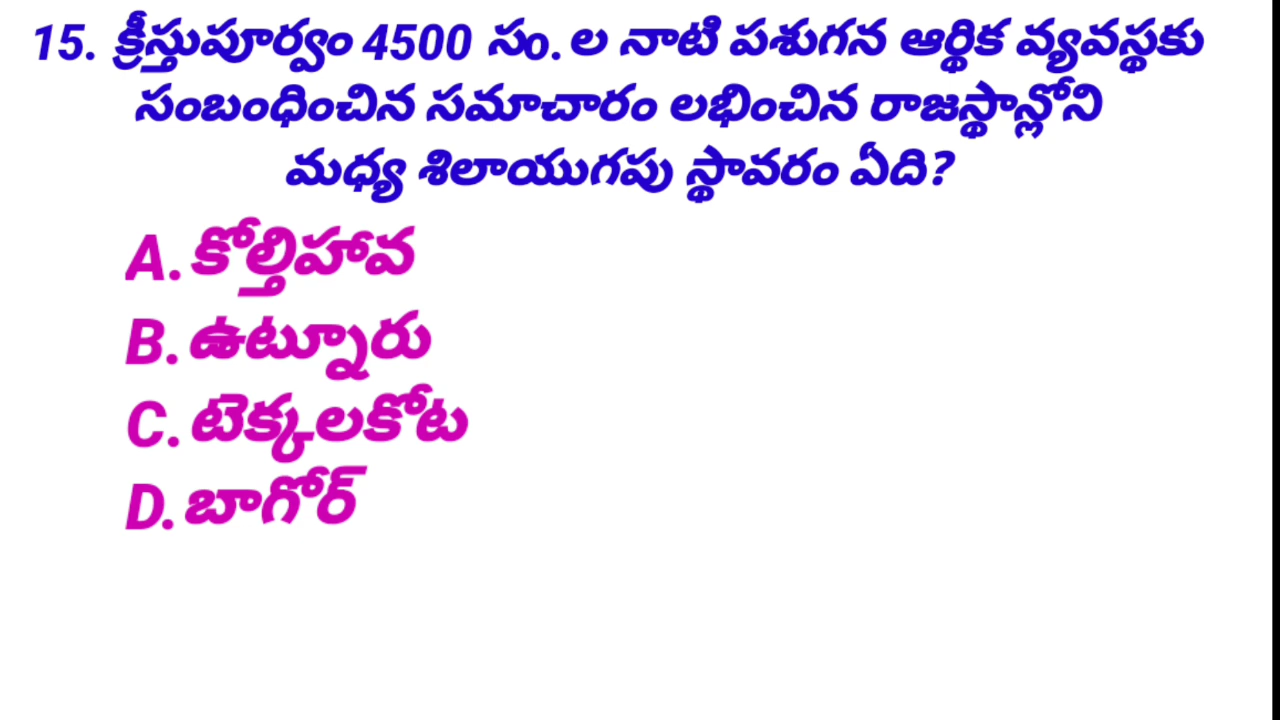 15. క్రీస్తుపూర్వం 4500 సం.ల నాటి పశుగన ఆర్థిక వ్యవస్థకు
సంబంధించిన సమాచారం లభించిన రాజస్థాన్లోని
మధ్య శిలాయుగపు స్థావరం ఏది?
A. కోల్తిహావ
B. ఉట్నూరు
C. టెక్కలకోట
D. బాగోర్